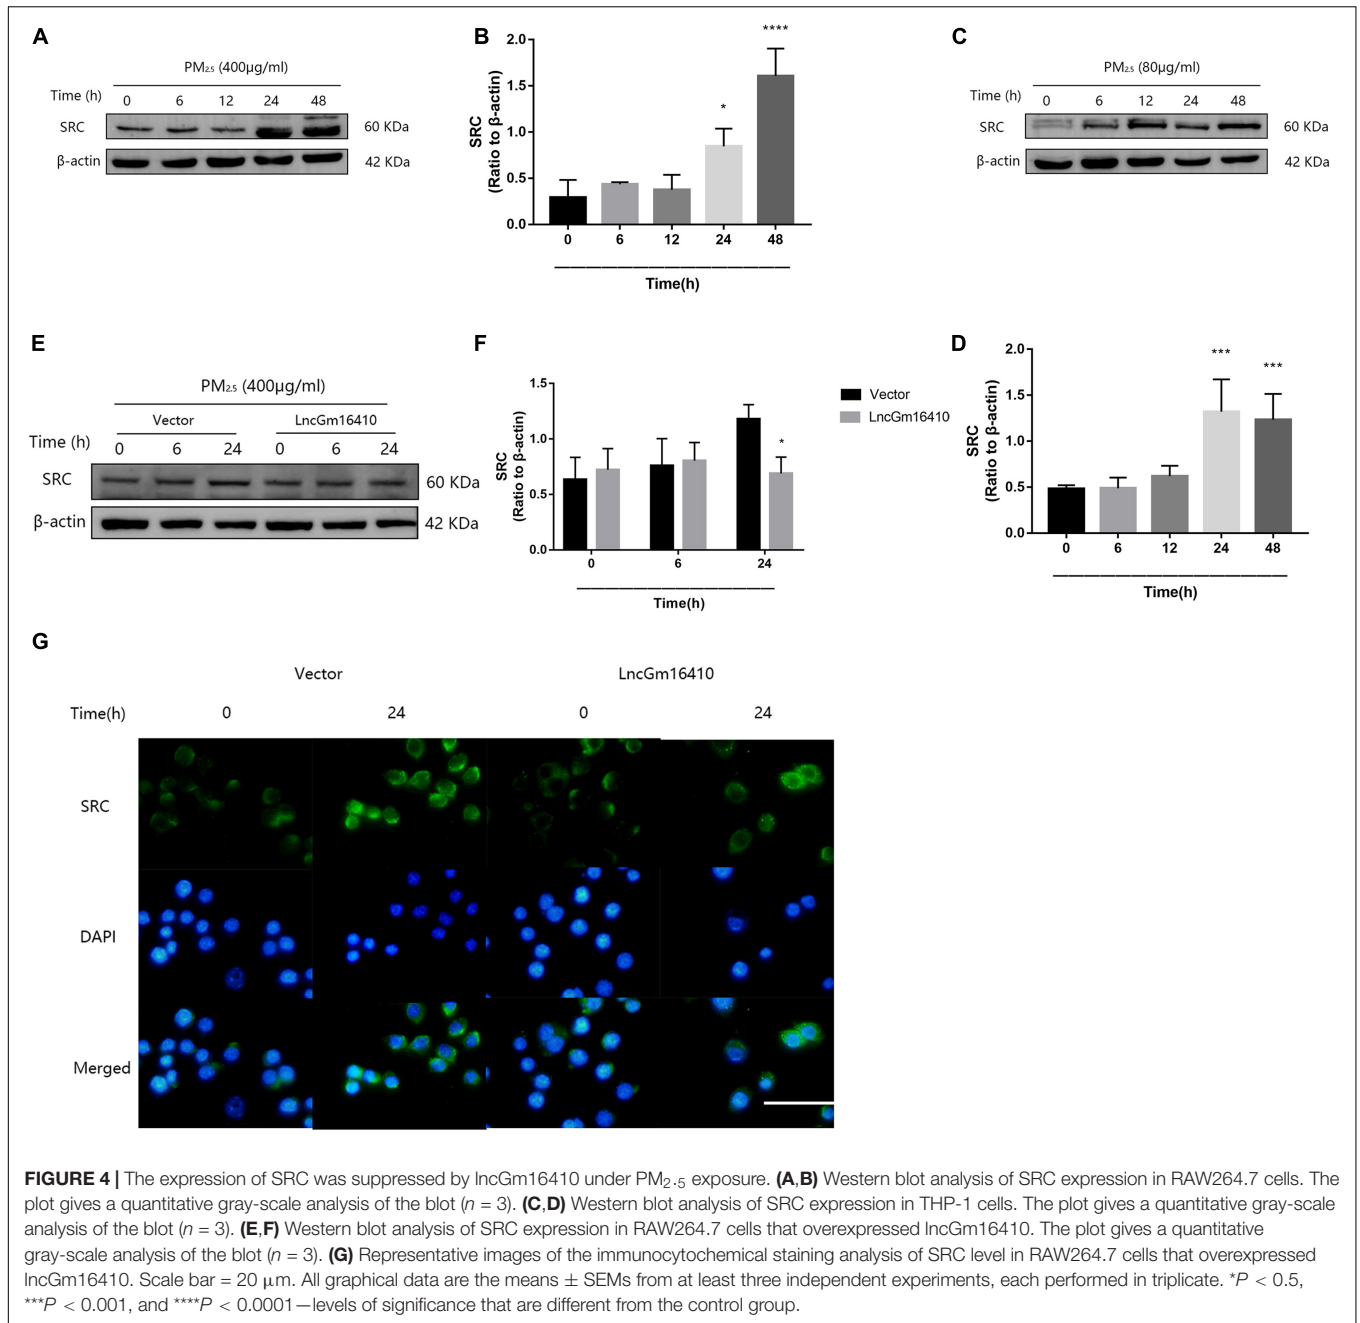 A
PM2.5 (400μg/ml)
Time (h) 0 6 12 24 48
SRC 60 KDa
β-actin 42 KDa
B
SRC
(Ratio to β-actin)
2.0
1.5
1.0
0.5
0.0
*
****
0 6 12 24 48
Time(h)
C
PM2.5 (80μg/ml)
Time (h) 0 6 12 24 48
SRC 60 KDa
β-actin 42 KDa
E
PM2.5 (400μg/ml)
Vector LncGm16410
Time (h) 0 6 24 0 6 24
SRC 60 KDa
β-actin 42 KDa
F
SRC
(Ratio to β-actin)
1.5
1.0
0.5
0.0
*
0 6 24
Time(h)
Vector
LncGm16410
D
SRC
(Ratio to β-actin)
2.0
1.5
1.0
0.5
0.0
*** ***
0 6 12 24 48
Time(h)
G
Vector LncGm16410
Time(h) 0 24 0 24
SRC
DAPI
Merged
FIGURE 4 | The expression of SRC was suppressed by lncGm16410 under PM2.5 exposure. (A,B) Western blot analysis of SRC expression in RAW264.7 cells. The
plot gives a quantitative gray-scale analysis of the blot (n = 3). (C,D) Western blot analysis of SRC expression in THP-1 cells. The plot gives a quantitative gray-scale
analysis of the blot (n = 3). (E,F) Western blot analysis of SRC expression in RAW264.7 cells that overexpressed lncGm16410. The plot gives a quantitative
gray-scale analysis of the blot (n = 3). (G) Representative images of the immunocytochemical staining analysis of SRC level in RAW264.7 cells that overexpressed
lncGm16410. Scale bar = 20 μm. All graphical data are the means ± SEMs from at least three independent experiments, each performed in triplicate. *P < 0.5,
***P < 0.001, and ****P < 0.0001—levels of significance that are different from the control group.